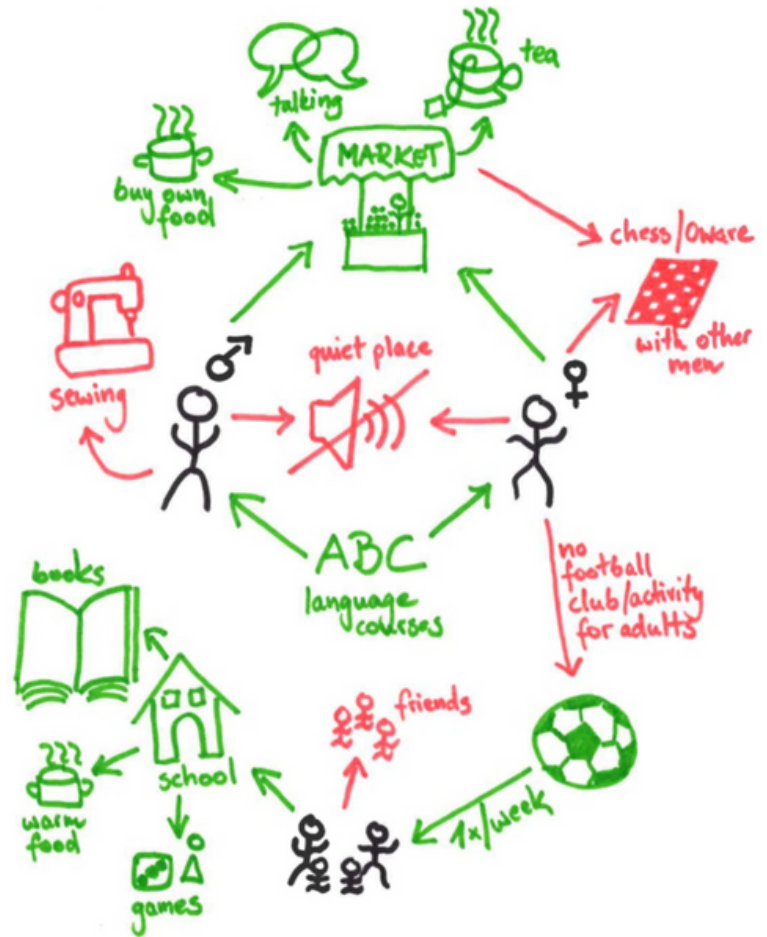 talking
tea
MARKET
buy own
food
chess/Oware
with other
men
sewing
quiet place
ABC
language
courses
no
football
club/activity
for adults
books
friends
school
warm
food
games
1x/week